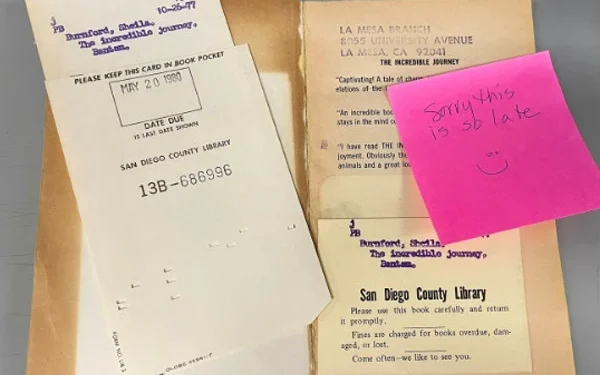 j
10-26-77
PB
Burnford, Sheila.
The incredible journey.
Bantam.
PLEASE KEEP THIS CARD IN BOOK POCKET
MAY 20 1980
DATE DUE
IS LAST DATE SHOWN
SAN DIEGO COUNTY LIBRARY
13B-686996
LA MESA BRANCH
8055 UNIVERSITY AVENUE
LA MESA, CA 92041
THE INCREDIBLE JOURNEY
"Captivating! A tale of
elations of the
"An incredible
stays in the mind
"I have read THE
joyment. Obviously
animals and a great
Sorry this
is so late
j
PB
Burnford, Sheila.
The incredible journey.
Bantam.
San Diego County Library
Please use this book carefully and return
it promptly.
Fines are charged for books overdue, dam-
aged, or lost.
Come often—we like to see you.